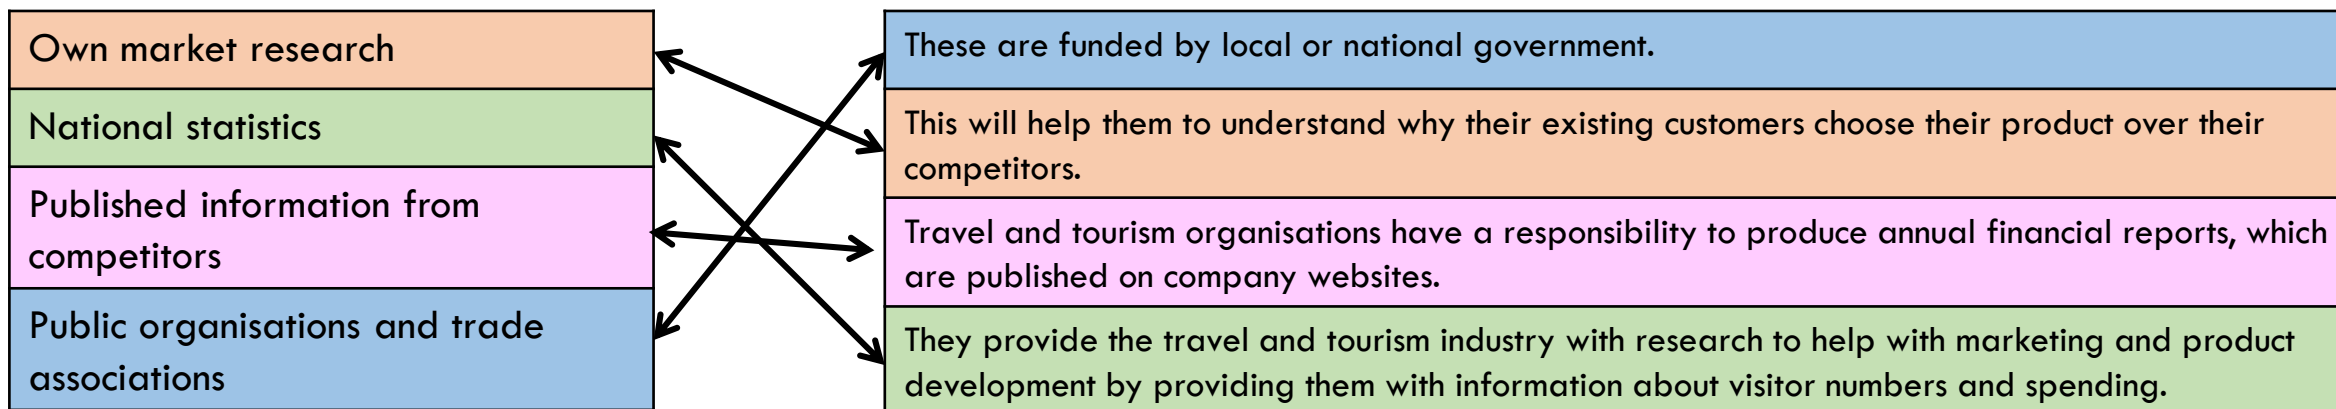 Own market research
National statistics
Published information from
competitors
Public organisations and trade
associations
These are funded by local or national government.
This will help them to understand why their existing customers choose their product over their
competitors.
Travel and tourism organisations have a responsibility to produce annual financial reports, which
are published on company websites.
They provide the travel and tourism industry with research to help with marketing and product
development by providing them with information about visitor numbers and spending.